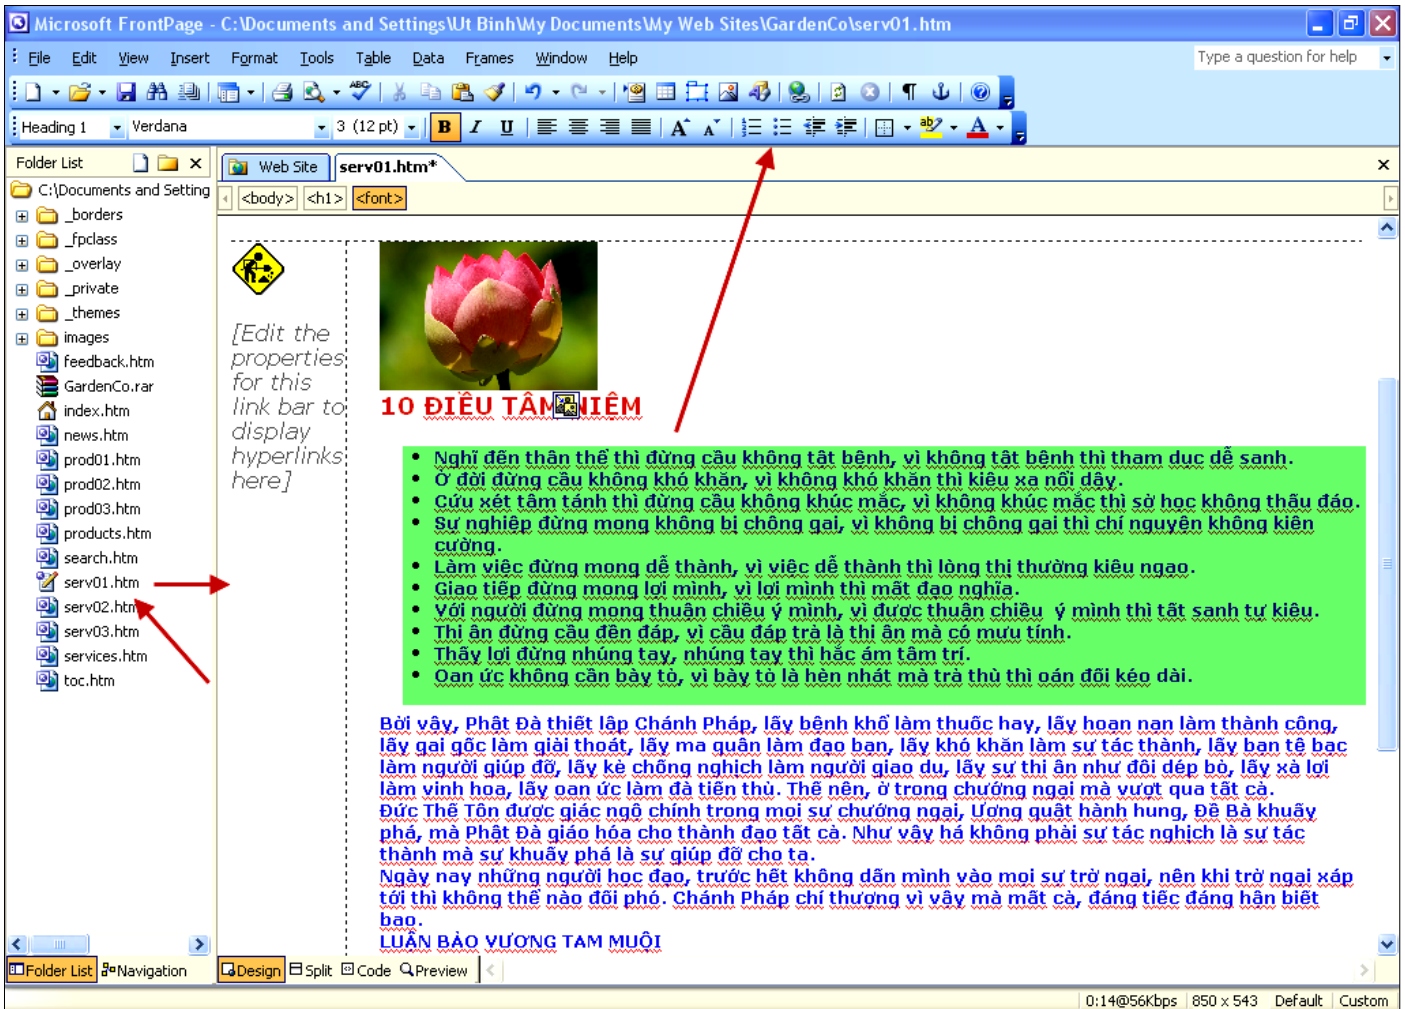 Microsoft FrontPage - C:\Documents and Settings\Ut Binh\My Documents\My Web Sites\GardenCo\serv01.htm
File Edit View Insert Format Tools Table Data Frames Window Help
Type a question for help
Heading 1 Verdana 3 (12 pt) B I U A A ab A
Folder List
Web Site serv01.htm*
C:\Documents and Setting
<body> <h1> <font>
_borders
_fpclass
_overlay
_private
_themes
images
feedback.htm
GardenCo.rar
index.htm
news.htm
prod01.htm
prod02.htm
prod03.htm
products.htm
search.htm
serv01.htm
serv02.htm
serv03.htm
services.htm
toc.htm
[Edit the
properties
for this
link bar to
display
hyperlinks
here]
10 ĐIỀU TÂM NIỆM
• Nghĩ đến thân thể thì đừng cầu không tật bệnh, vì không tật bệnh thì tham dục dễ sanh.
• Ở đời đừng cầu không khó khăn, vì không khó khăn thì kiêu xa nổi dậy.
• Cứu xét tâm tánh thì đừng cầu không khúc mắc, vì không khúc mắc thì sở học không thấu đáo.
• Sự nghiệp đừng mong không bị chông gai, vì không bị chông gai thì chí nguyện không kiên
cường.
• Làm việc đừng mong dễ thành, vì việc dễ thành thì lòng thị thường kiêu ngạo.
• Giao tiếp đừng mong lợi mình, vì lợi mình thì mất đạo nghĩa.
• Với người đừng mong thuận chiều ý mình, vì được thuận chiều ý mình thì tất sanh tự kiêu.
• Thi ân đừng cầu đền đáp, vì cầu đáp trả là thi ân mà có mưu tính.
• Thấy lợi đừng nhúng tay, nhúng tay thì hắc ám tâm trí.
• Oan ức không cần bày tỏ, vì bày tỏ là hèn nhát mà trả thù thì oán đối kéo dài.
Bởi vậy, Phật Đà thiết lập Chánh Pháp, lấy bệnh khổ làm thuốc hay, lấy hoạn nạn làm thành công,
lấy gai gốc làm giải thoát, lấy ma quân làm đạo bạn, lấy khó khăn làm sự tác thành, lấy bạn tệ bạc
làm người giúp đỡ, lấy kẻ chống nghịch làm người giao du, lấy sự thi ân như đôi dép bỏ, lấy xả lợi
làm vinh hoa, lấy oan ức làm đà tiến thủ. Thế nên, ở trong chướng ngại mà vượt qua tất cả.
Đức Thế Tôn được giác ngộ chính trong mọi sự chướng ngại, Ương quật hành hung, Đề Bà khuấy
phá, mà Phật Đà giáo hóa cho thành đạo tất cả. Như vậy há không phải sự tác nghịch là sự tác
thành mà sự khuấy phá là sự giúp đỡ cho ta.
Ngày nay những người học đạo, trước hết không dấn mình vào mọi sự trở ngại, nên khi trở ngại xáp
tới thì không thể nào đối phó. Chánh Pháp chí thượng vì vậy mà mất cả, đáng tiếc đáng hận biết
bao.
LUẬN BẢO VƯƠNG TAM MUỘI
Folder List Navigation Design Split Code Preview
0:14@56Kbps 850 x 543 Default Custom